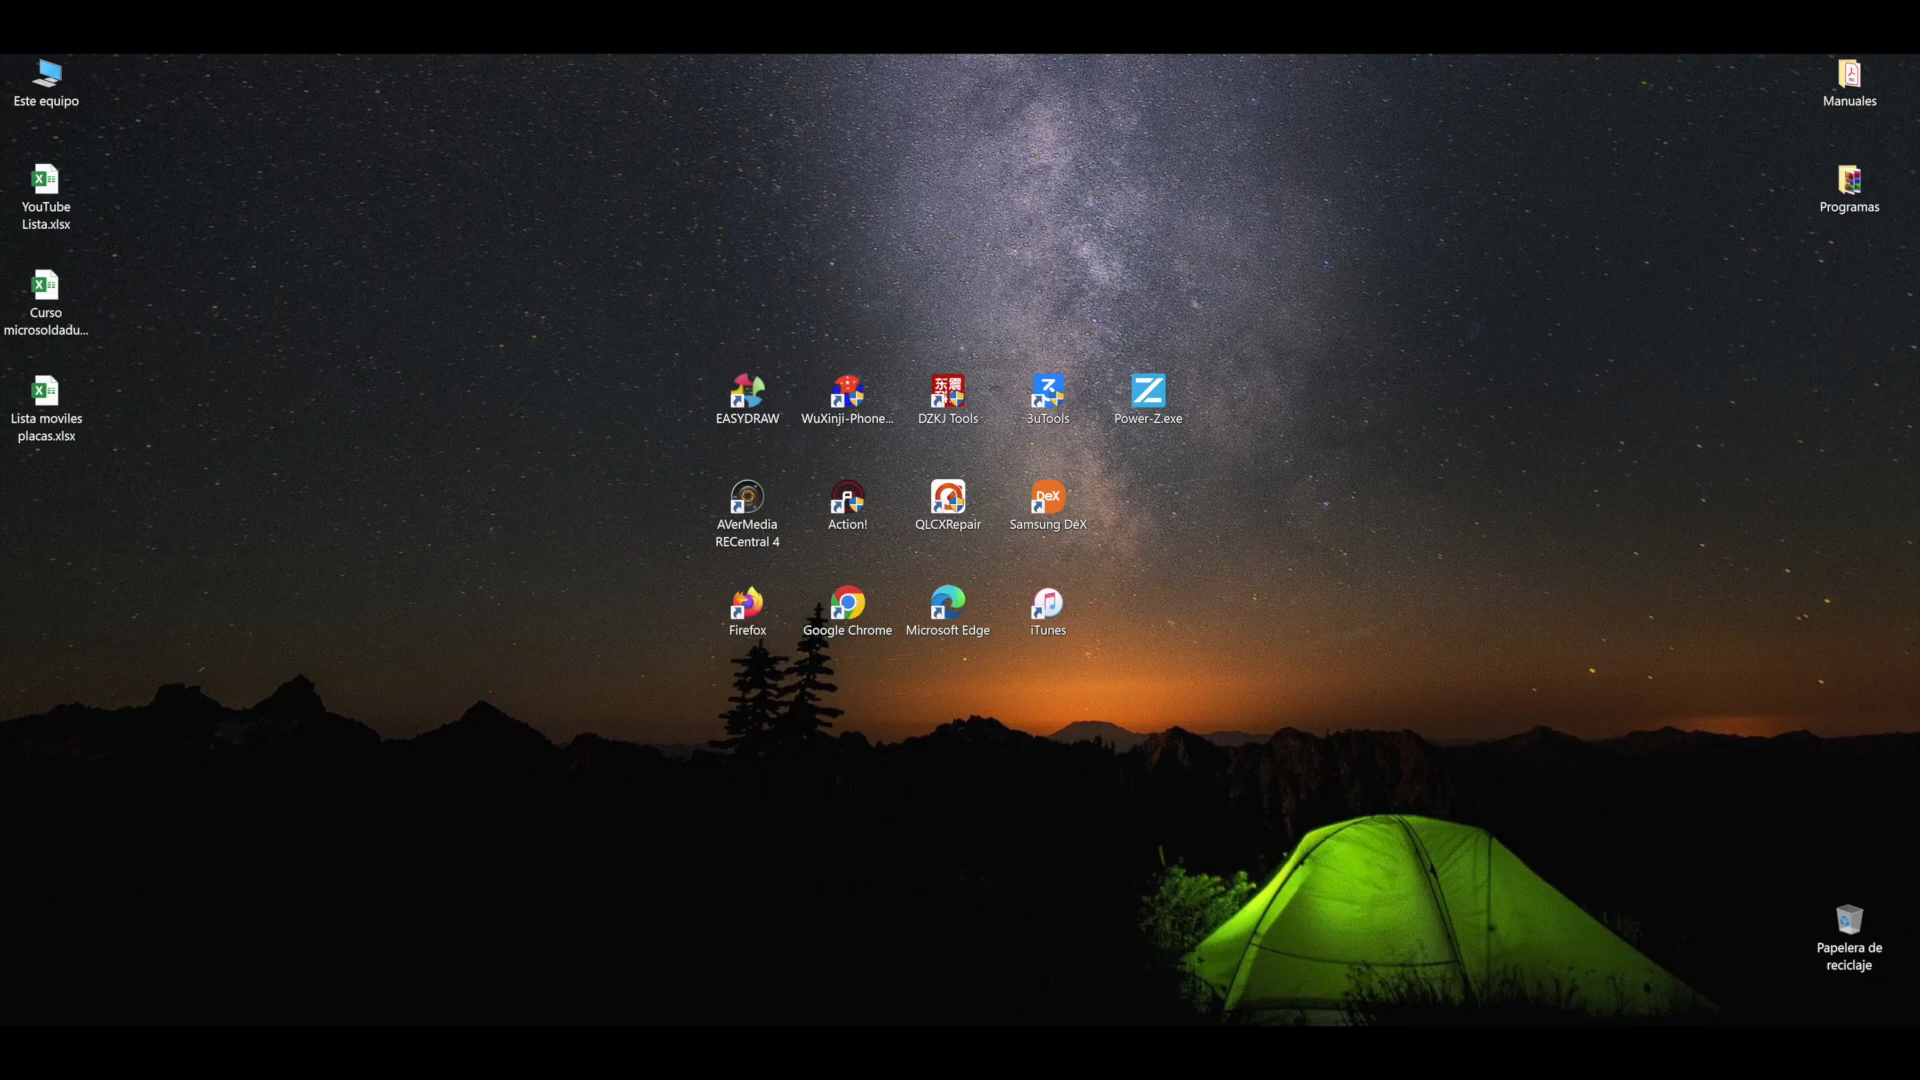 Este equipo
Manuales
YouTube
Lista.xlsx
Programas
Curso
microsoldadu...
Lista moviles
placas.xlsx
东震
EASYDRAW
WuXinji-Phone...
DZKJ Tools
3uTools
Power-Z.exe
DeX
AVerMedia
RECentral 4
Action!
QLCXRepair
Samsung DeX
Firefox
Google Chrome
Microsoft Edge
iTunes
Papelera de
reciclaje